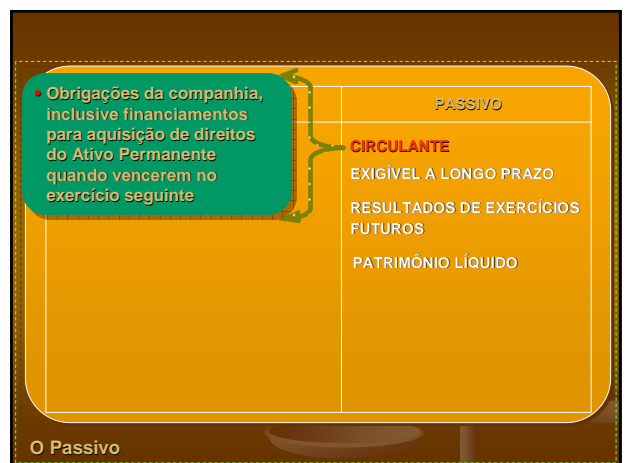 • Obrigações da companhia,
inclusive financiamentos
para aquisição de direitos
do Ativo Permanente
quando vencerem no
exercício seguinte
PASSIVO
CIRCULANTE
EXIGÍVEL A LONGO PRAZO
RESULTADOS DE EXERCÍCIOS
FUTUROS
PATRIMÔNIO LÍQUIDO
O Passivo